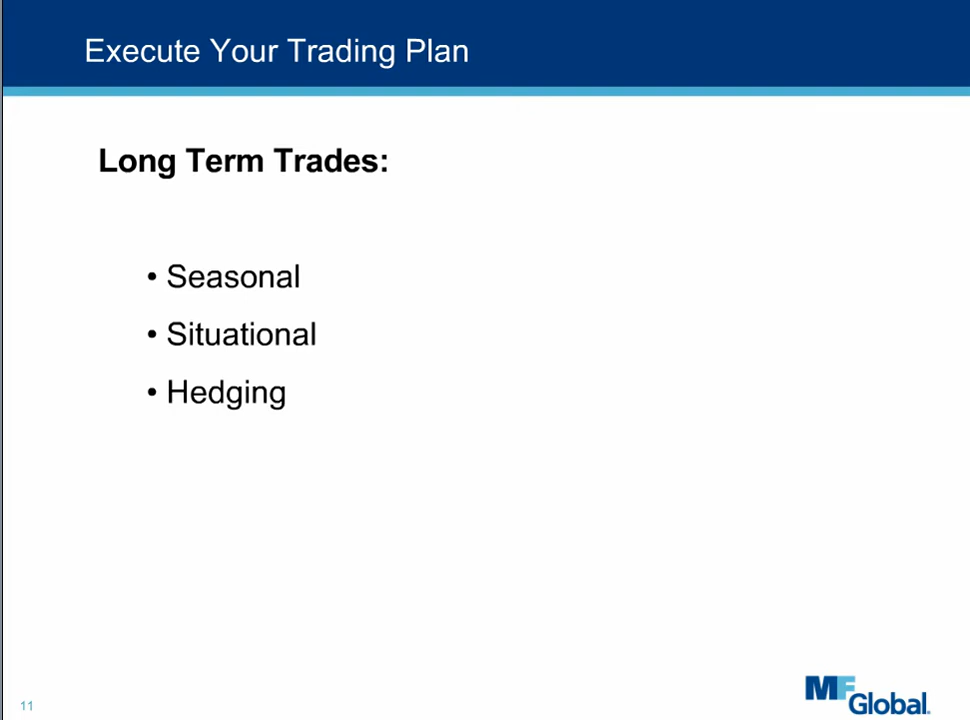 Execute Your Trading Plan
Long Term Trades:
• Seasonal
• Situational
• Hedging
11
MF Global.